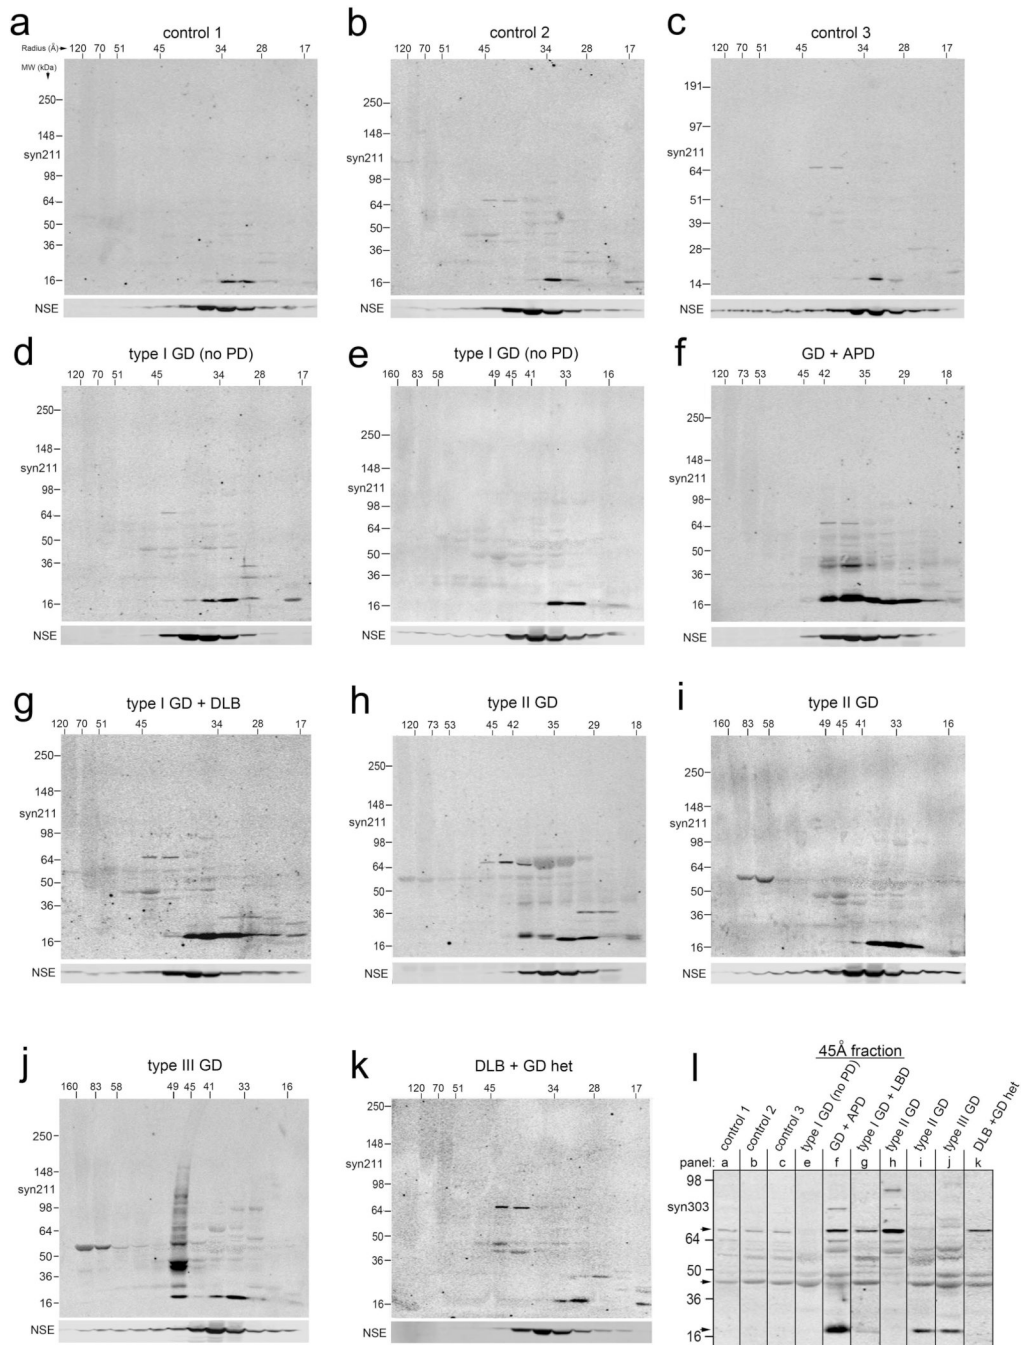 a
control 1
Radius (Å) 120 70 51 45 34 28 17
MW (kDa)
250
148
syn211
98
64
50
36
16
NSE
b
control 2
120 70 51 45 34 28 17
250
148
syn211
98
64
50
36
16
NSE
c
control 3
120 70 51 45 34 28 17
191
97
syn211
64
51
39
28
14
NSE
d
type I GD (no PD)
120 70 51 45 34 28 17
250
148
syn211
98
64
50
36
16
NSE
e
type I GD (no PD)
160 83 58 49 45 41 33 16
250
148
syn211
98
64
50
36
16
NSE
f
GD + APD
120 73 53 45 42 35 29 18
250
148
syn211
98
64
50
36
16
NSE
g
type I GD + DLB
120 70 51 45 34 28 17
250
148
syn211
98
64
50
36
16
NSE
h
type II GD
120 73 53 45 42 35 29 18
250
148
syn211
98
64
50
36
16
NSE
i
type II GD
160 83 58 49 45 41 33 16
250
148
syn211
98
64
50
36
16
NSE
j
type III GD
160 83 58 49 45 41 33 16
250
148
syn211
98
64
50
36
16
NSE
k
DLB + GD het
120 70 51 45 34 28 17
250
148
syn211
98
64
50
36
16
NSE
l
45Å fraction
control 1
control 2
control 3
type I GD (no PD)
GD + APD
type I GD + LBD
type II GD
type II GD
type III GD
DLB +GD het
panel: a b c e f g h i j k
98
syn303
64
50
36
16